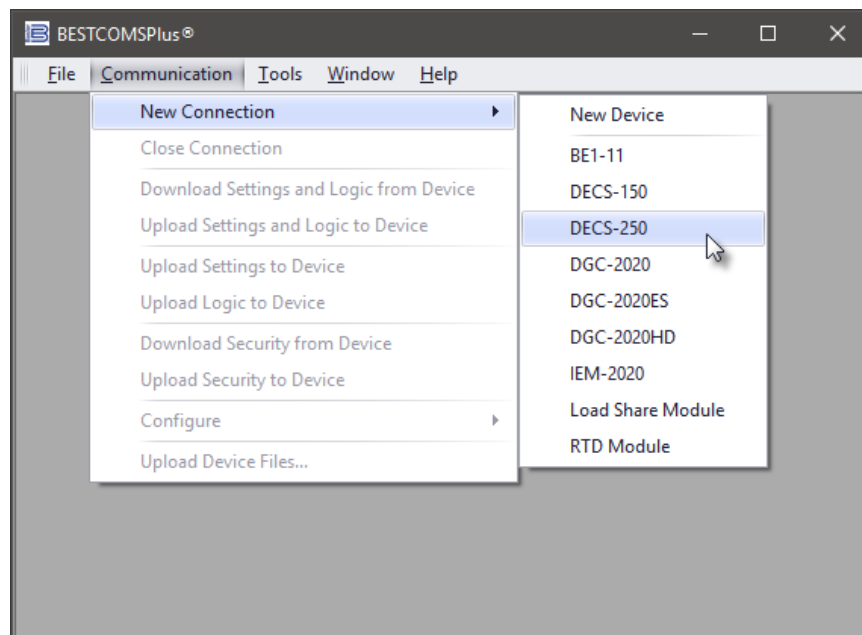 BESTCOMSPlus®
File Communication Tools Window Help
New Connection
Close Connection
Download Settings and Logic from Device
Upload Settings and Logic to Device
Upload Settings to Device
Upload Logic to Device
Download Security from Device
Upload Security to Device
Configure
Upload Device Files...
New Device
BE1-11
DECS-150
DECS-250
DGC-2020
DGC-2020ES
DGC-2020HD
IEM-2020
Load Share Module
RTD Module